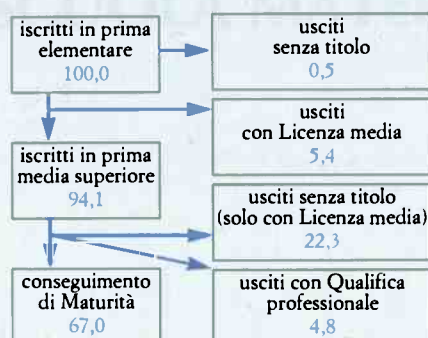 iscritti in prima
elementare
100,0
usciti
senza titolo
0,5
usciti
con Licenza media
5,4
iscritti in prima
media superiore
94,1
usciti senza titolo
(solo con Licenza media)
22,3
conseguimento
di Maturità
67,0
usciti con Qualifica
professionale
4,8